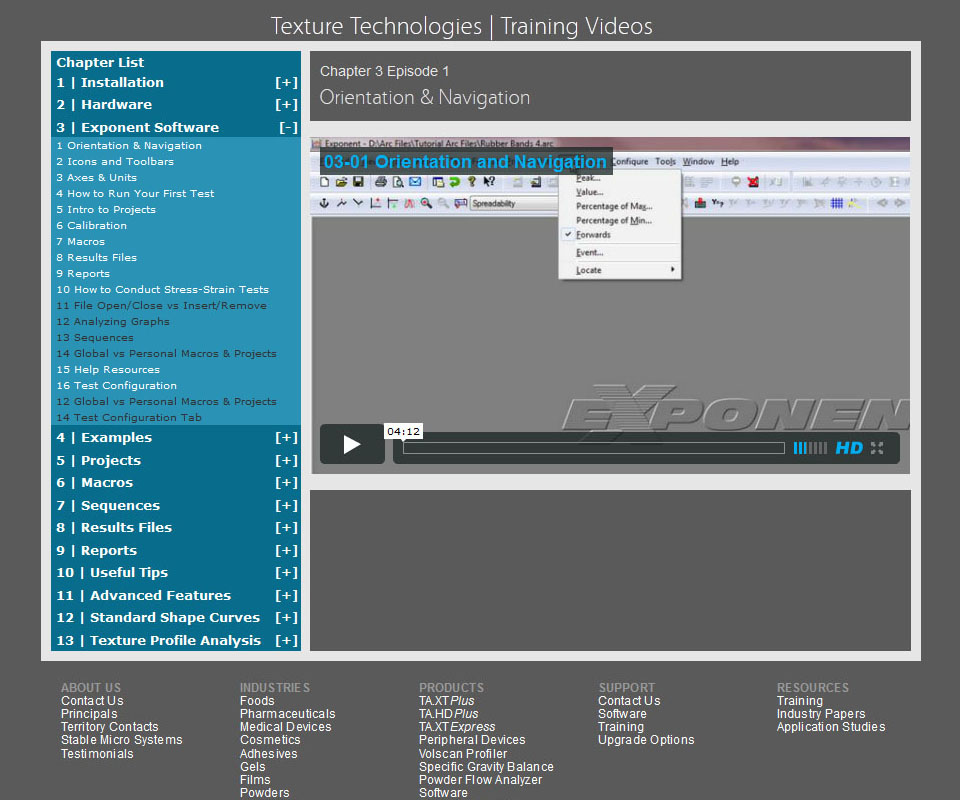 Texture Technologies | Training Videos
Chapter List
1 | Installation [+]
2 | Hardware [+]
3 | Exponent Software [-]
1 Orientation & Navigation
2 Icons and Toolbars
3 Axes & Units
4 How to Run Your First Test
5 Intro to Projects
6 Calibration
7 Macros
8 Results Files
9 Reports
10 How to Conduct Stress-Strain Tests
11 File Open/Close vs Insert/Remove
12 Analyzing Graphs
13 Sequences
14 Global vs Personal Macros & Projects
15 Help Resources
16 Test Configuration
12 Global vs Personal Macros & Projects
14 Test Configuration Tab
4 | Examples [+]
5 | Projects [+]
6 | Macros [+]
7 | Sequences [+]
8 | Results Files [+]
9 | Reports [+]
10 | Useful Tips [+]
11 | Advanced Features [+]
12 | Standard Shape Curves [+]
13 | Texture Profile Analysis [+]
Chapter 3 Episode 1
Orientation & Navigation
Exponent - D:\Arc Files\Tutorial Arc Files\Rubber Bands 4.arc
03-01 Orientation and Navigation
Configure Tools Window Help
Spreadability
Peak...
Value...
Percentage of Max...
Percentage of Min...
Forwards
Event...
Locate
EXPONEN
04:12
HD
ABOUT US
Contact Us
Principals
Territory Contacts
Stable Micro Systems
Testimonials
INDUSTRIES
Foods
Pharmaceuticals
Medical Devices
Cosmetics
Adhesives
Gels
Films
Powders
PRODUCTS
TA.XTPlus
TA.HDPlus
TA.XTExpress
Peripheral Devices
Volscan Profiler
Specific Gravity Balance
Powder Flow Analyzer
Software
SUPPORT
Contact Us
Software
Training
Upgrade Options
RESOURCES
Training
Industry Papers
Application Studies